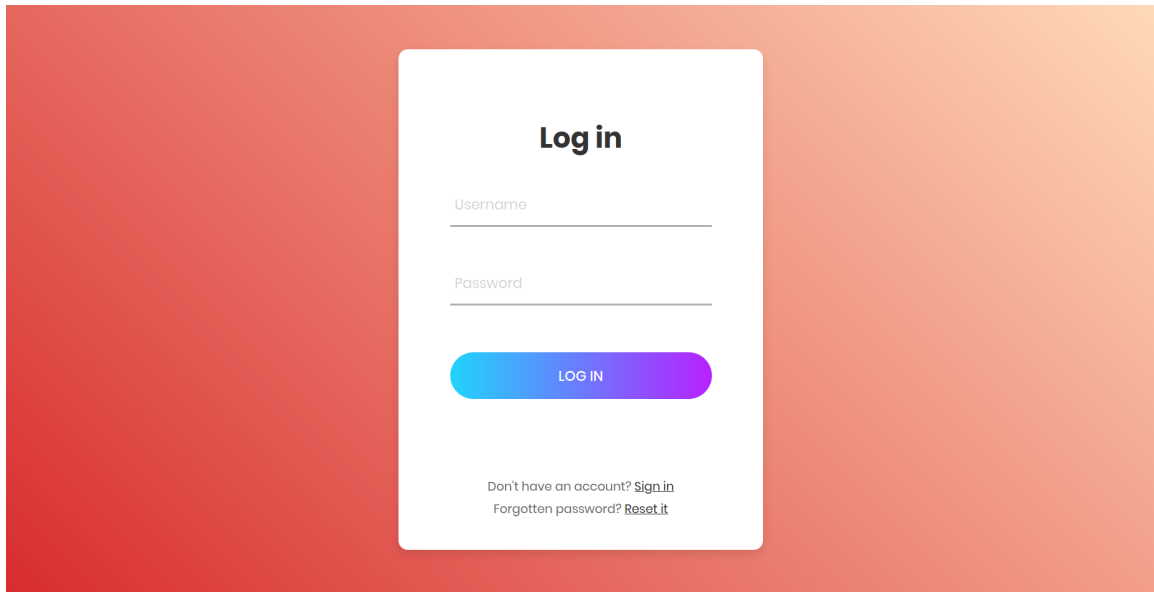 Log in
Username
Password
LOG IN
Don't have an account? Sign in
Forgotten password? Reset it